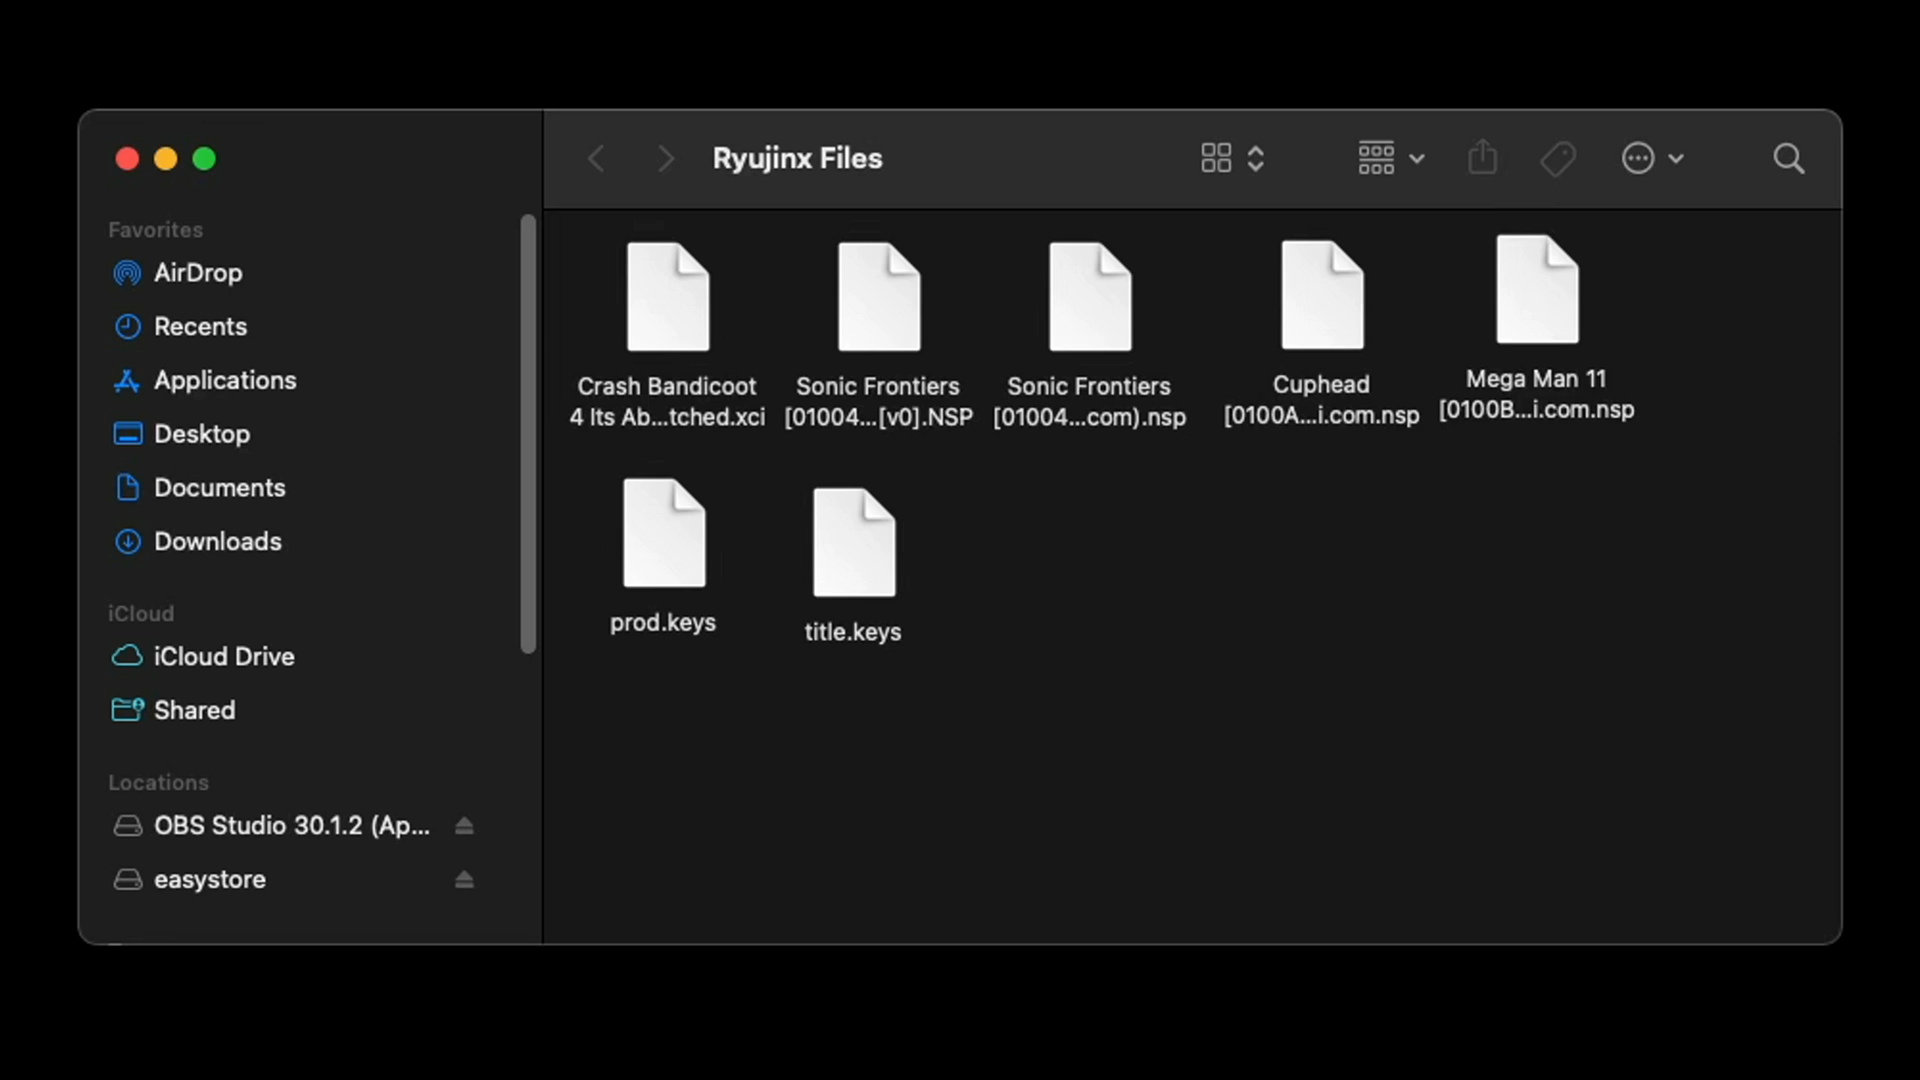 Ryujinx Files
Favorites
AirDrop
Recents
Applications
Desktop
Documents
Downloads
iCloud
iCloud Drive
Shared
Locations
OBS Studio 30.1.2 (Ap...
easystore
Crash Bandicoot
4 Its Ab...tched.xci
Sonic Frontiers
[01004...[v0].NSP
Sonic Frontiers
[01004...com).nsp
Cuphead
[0100A...i.com.nsp
Mega Man 11
[0100B...i.com.nsp
prod.keys
title.keys